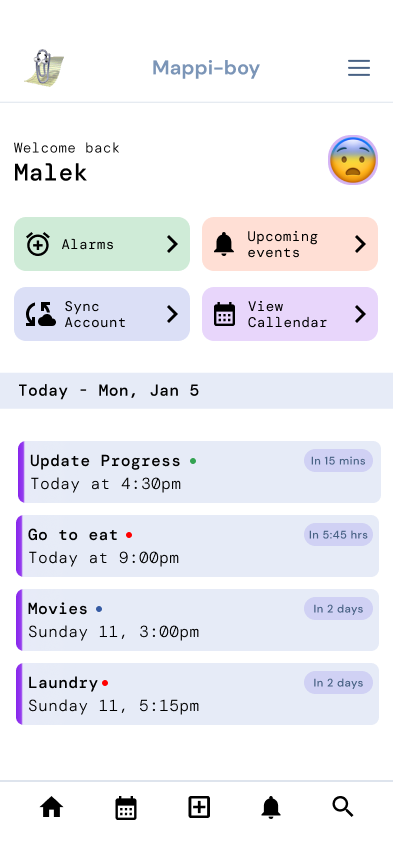 Mappi-boy
Welcome back
Malek
Alarms
Upcoming
events
Sync
Account
View
Callendar
Today - Mon, Jan 5
Update Progress
In 15 mins
Today at 4:30pm
Go to eat
In 5:45 hrs
Today at 9:00pm
Movies
In 2 days
Sunday 11, 3:00pm
Laundry
In 2 days
Sunday 11, 5:15pm